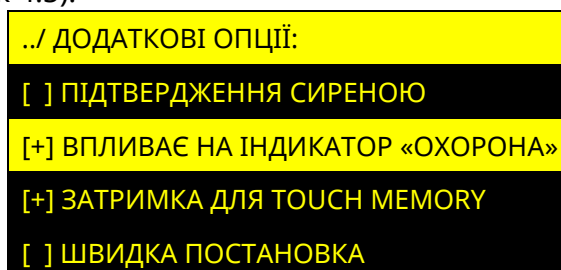 ../ ДОДАТКОВІ ОПЦІЇ:
[ ] ПІДТВЕРДЖЕННЯ СИРЕНОЮ
[+] ВПЛИВАЄ НА ІНДИКАТОР «ОХОРОНА»
[+] ЗАТРИМКА ДЛЯ TOUCH MEMORY
[ ] ШВИДКА ПОСТАНОВКА